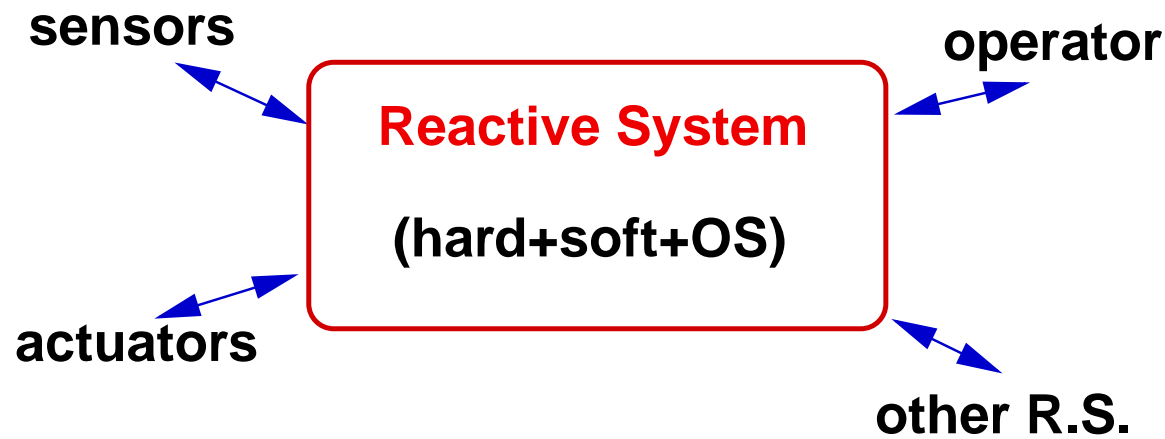 sensors
operator
Reactive System
(hard+soft+OS)
actuators
other R.S.